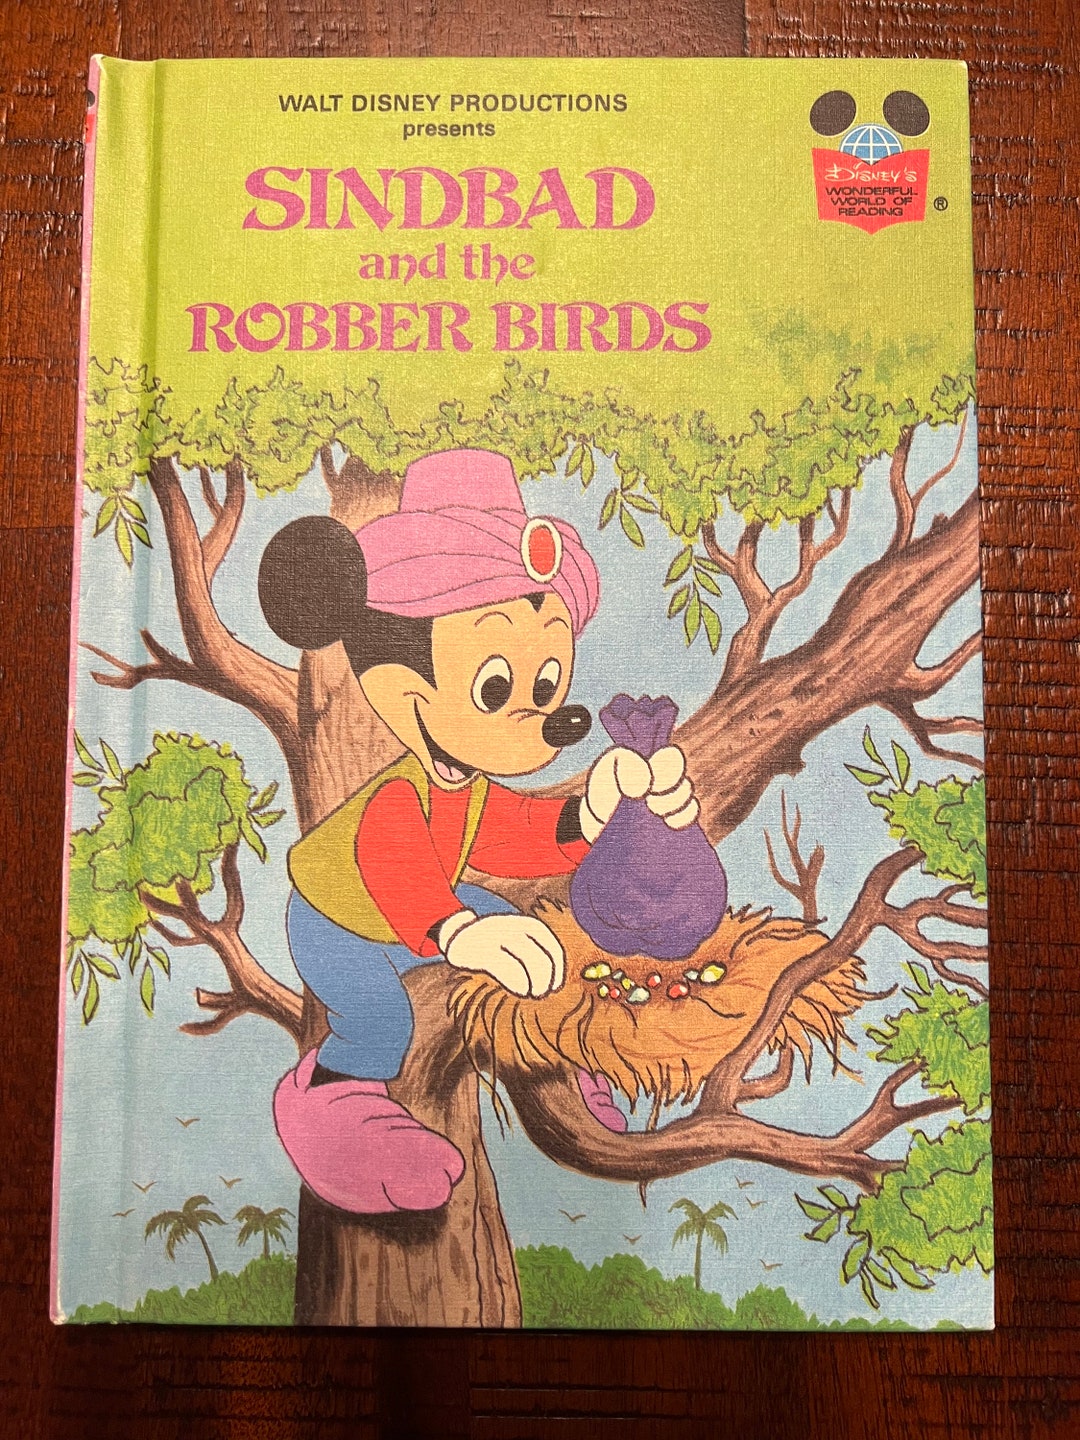 WALT DISNEY PRODUCTIONS
presents
SINDBAD
and the
ROBBER BIRDS
DISNEY'S
WONDERFUL
WORLD OF
READING
®